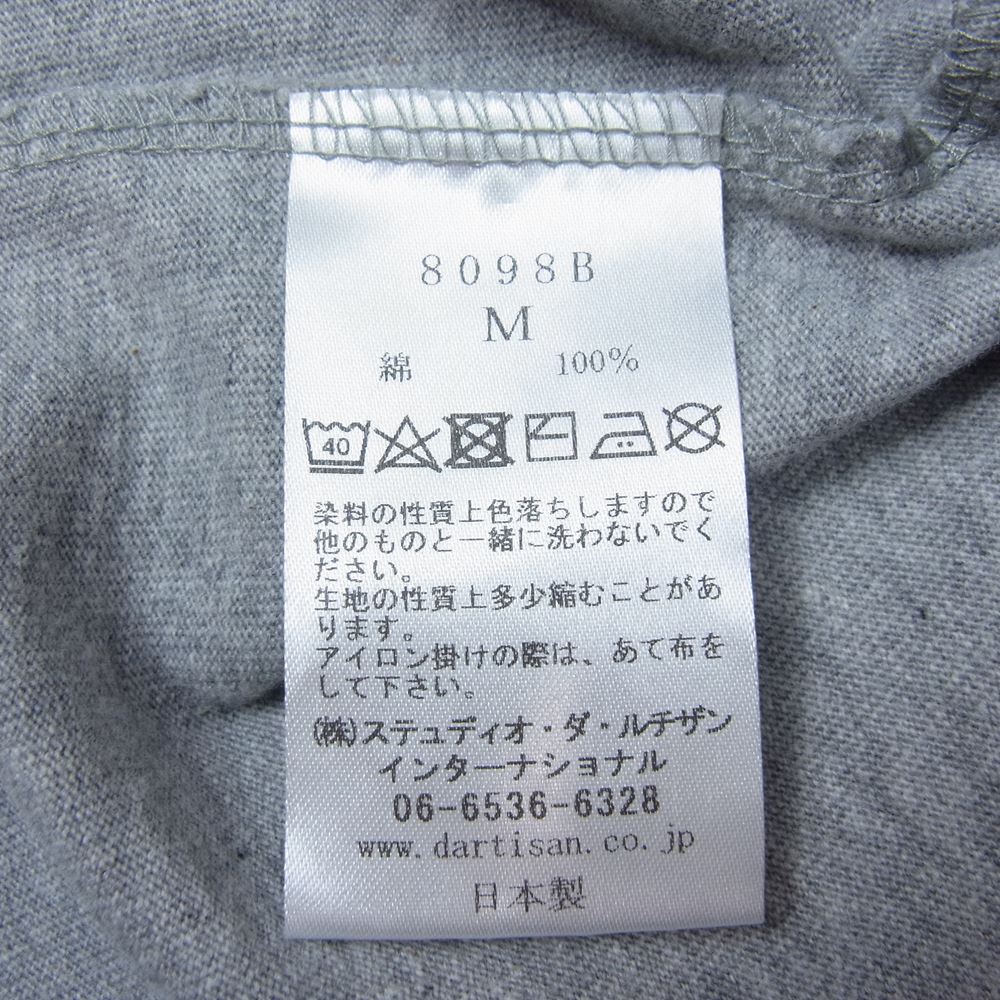 8098B
M
綿 100%
40
染料の性質上色落ちしますので
他のものと一緒に洗わないでく
ださい。
生地の性質上多少縮むことがあ
ります。
アイロン掛けの際は、あて布を
して下さい。
(株)ステュディオ・ダ・ルチザン
インターナショナル
06-6536-6328
www.dartisan.co.jp
日本製